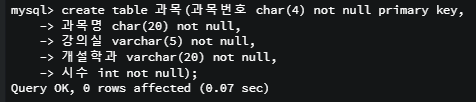 mysql> create table 과목(과목번호 char(4) not null primary key,
    -> 과목명 char(20) not null,
    -> 강의실 varchar(5) not null,
    -> 개설학과 varchar(20) not null,
    -> 시수 int not null);
Query OK, 0 rows affected (0.07 sec)